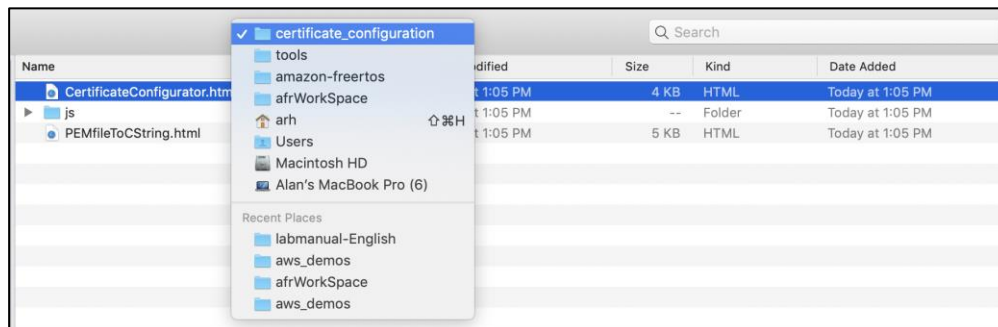 certificate_configuration
Search
tools
amazon-freertos
afrWorkSpace
arh ⇧⌘H
Users
Macintosh HD
Alan's MacBook Pro (6)
Recent Places
labmanual-English
aws_demos
afrWorkSpace
aws_demos
Name Size Kind Date Added
CertificateConfigurator.htm t 1:05 PM 4 KB HTML Today at 1:05 PM
js t 1:05 PM -- Folder Today at 1:05 PM
PEMfileToCString.html t 1:05 PM 5 KB HTML Today at 1:05 PM